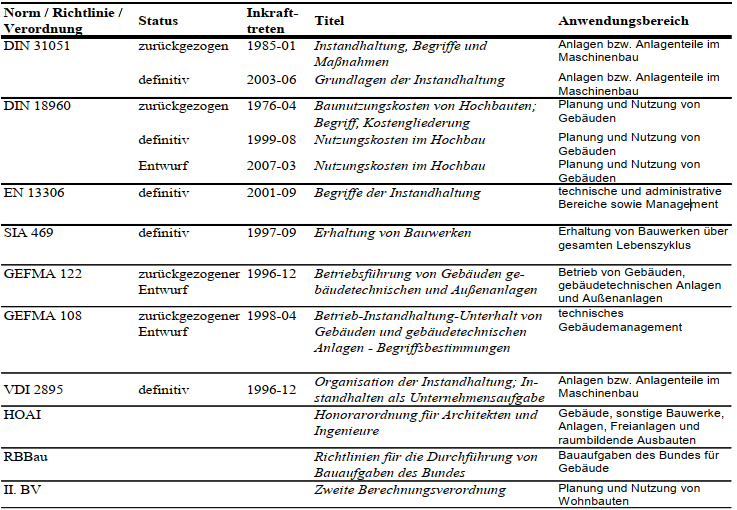 Norm / Richtlinie / Verordnung Status Inkraft-treten Titel Anwendungsbereich
DIN 31051 zurückgezogen 1985-01 Instandhaltung, Begriffe und Anlagen bzw. Anlagenteile im
Maßnahmen Maschinenbau
definitiv 2003-06 Grundlagen der Instandhaltung Anlagen bzw. Anlagenteile im
Maschinenbau
DIN 18960 zurückgezogen 1976-04 Baunutzungskosten von Hochbauten; Planung und Nutzung von
Begriff, Kostengliederung Gebäuden
definitiv 1999-08 Nutzungskosten im Hochbau Planung und Nutzung von
Gebäuden
Entwurf 2007-03 Nutzungskosten im Hochbau Planung und Nutzung von
Gebäuden
EN 13306 definitiv 2001-09 Begriffe der Instandhaltung technische und administrative
Bereiche sowie Management
SIA 469 definitiv 1997-09 Erhaltung von Bauwerken Erhaltung von Bauwerken über
gesamten Lebenszyklus
GEFMA 122 zurückgezogener 1996-12 Betriebsführung von Gebäuden ge- Betrieb von Gebäuden,
Entwurf bäudetechnischen und Außenanlagen gebäudetechnischen Anlagen
und Außenanlagen
GEFMA 108 zurückgezogener 1998-04 Betrieb-Instandhaltung-Unterhalt von technisches
Entwurf Gebäuden und gebäudetechnischen Gebäudemanagement
Anlagen - Begriffsbestimmungen
VDI 2895 definitiv 1996-12 Organisation der Instandhaltung; In- Anlagen bzw. Anlagenteile im
standhalten als Unternehmensaufgabe Maschinenbau
HOAI Honorarordnung für Architekten und Gebäude, sonstige Bauwerke,
Ingenieure Anlagen, Freianlagen und
raumbildende Ausbauten
RBBau Richtlinien für die Durchführung von Bauaufgaben des Bundes für
Bauaufgaben des Bundes Gebäude
II. BV Zweite Berechnungsverordnung Planung und Nutzung von
Wohnbauten